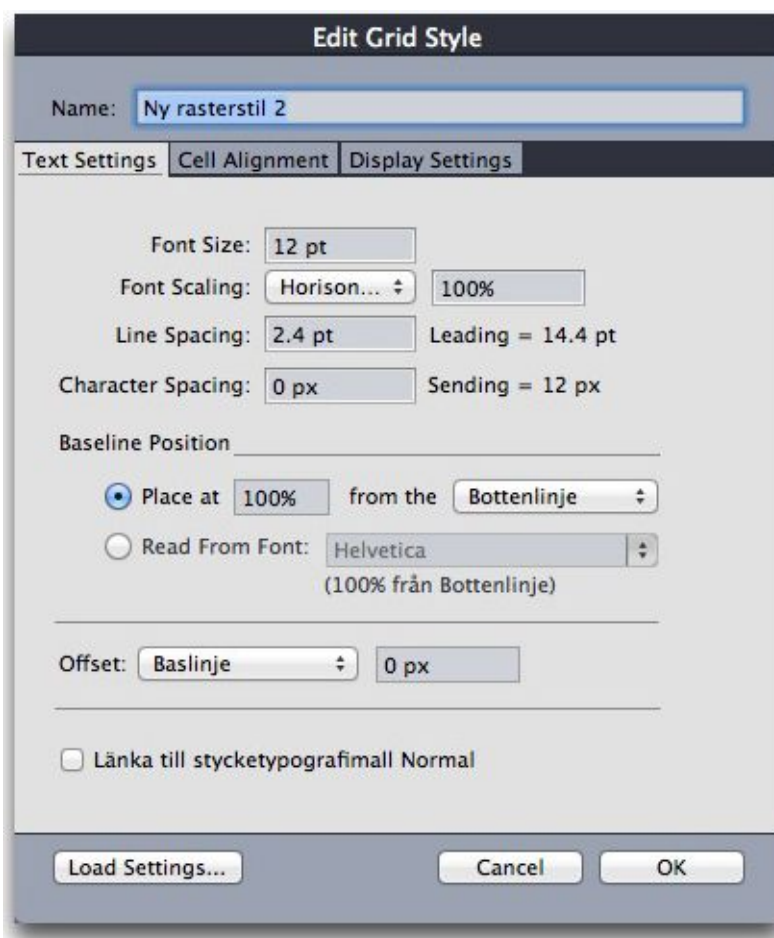 Edit Grid Style
Name: Ny rasterstil 2
Text Settings Cell Alignment Display Settings
Font Size: 12 pt
Font Scaling: Horison... 100%
Line Spacing: 2.4 pt Leading = 14.4 pt
Character Spacing: 0 px Sending = 12 px
Baseline Position
Place at 100% from the Bottenlinje
Read From Font: Helvetica
(100% från Bottenlinje)
Offset: Baslinje 0 px
Länka till stycketypografimall Normal
Load Settings... Cancel OK